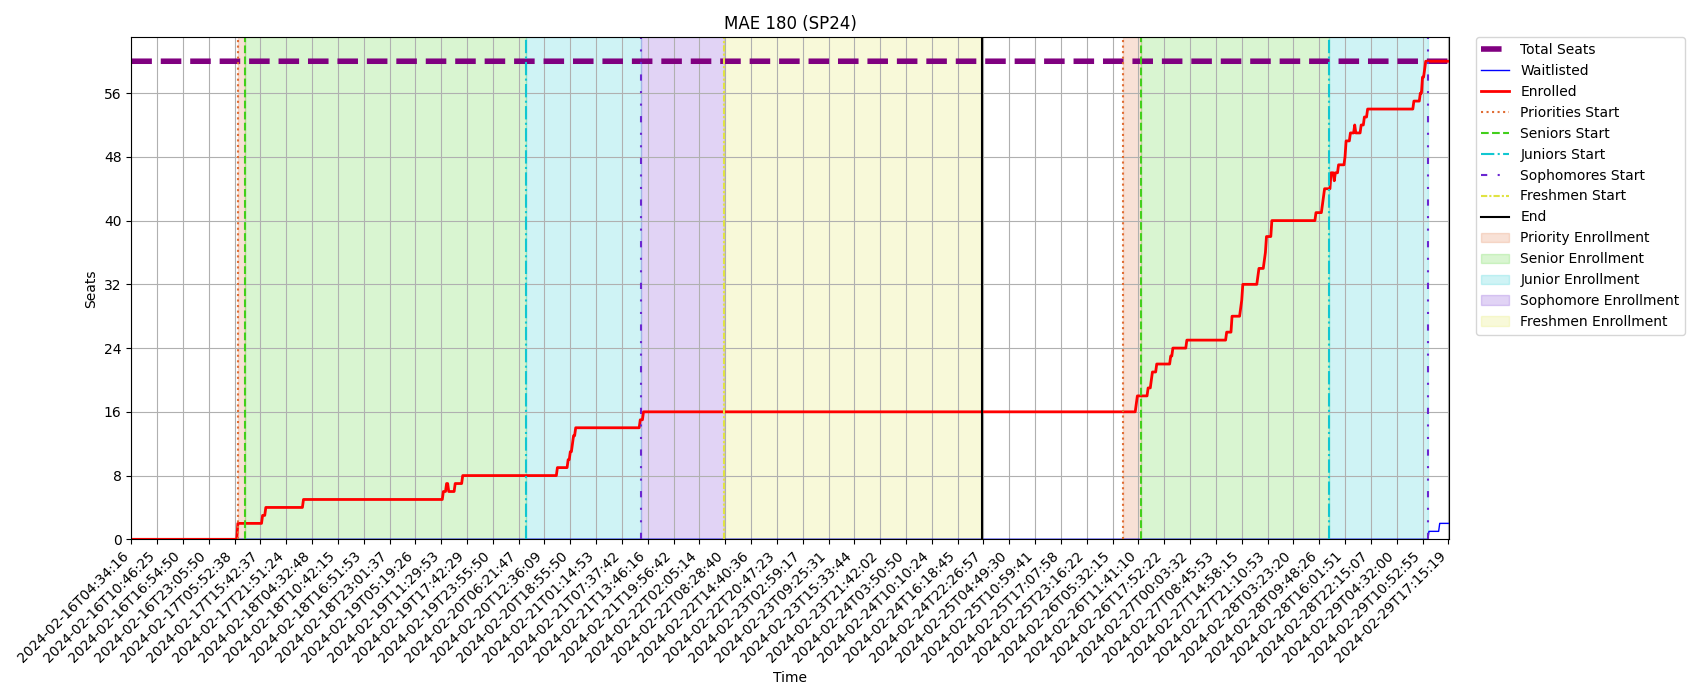 MAE 180 (SP24)
Seats
56
48
40
32
24
16
8
0
2024-02-16T04:34:16
2024-02-16T10:46:25
2024-02-16T16:54:50
2024-02-16T23:05:50
2024-02-17T05:52:38
2024-02-17T15:42:37
2024-02-17T21:51:24
2024-02-18T04:32:48
2024-02-18T10:42:15
2024-02-18T16:51:53
2024-02-18T23:01:37
2024-02-19T05:19:26
2024-02-19T11:29:53
2024-02-19T17:42:29
2024-02-19T23:55:50
2024-02-20T06:21:47
2024-02-20T12:36:09
2024-02-20T18:55:50
2024-02-21T01:14:53
2024-02-21T07:37:42
2024-02-21T13:46:16
2024-02-21T19:56:42
2024-02-22T02:05:14
2024-02-22T08:28:40
2024-02-22T14:40:36
2024-02-22T20:47:23
2024-02-23T02:59:17
2024-02-23T09:25:31
2024-02-23T15:33:44
2024-02-23T21:42:02
2024-02-24T03:50:50
2024-02-24T10:10:24
2024-02-24T16:18:45
2024-02-24T22:26:57
2024-02-25T04:49:30
2024-02-25T10:59:41
2024-02-25T17:07:58
2024-02-25T23:16:22
2024-02-26T05:32:15
2024-02-26T11:41:10
2024-02-26T17:52:22
2024-02-27T00:03:32
2024-02-27T08:45:53
2024-02-27T14:58:15
2024-02-27T21:10:53
2024-02-28T03:23:20
2024-02-28T09:48:26
2024-02-28T16:01:51
2024-02-28T22:15:07
2024-02-29T04:32:00
2024-02-29T10:52:55
2024-02-29T17:15:19
Time
Total Seats
Waitlisted
Enrolled
Priorities Start
Seniors Start
Juniors Start
Sophomores Start
Freshmen Start
End
Priority Enrollment
Senior Enrollment
Junior Enrollment
Sophomore Enrollment
Freshmen Enrollment